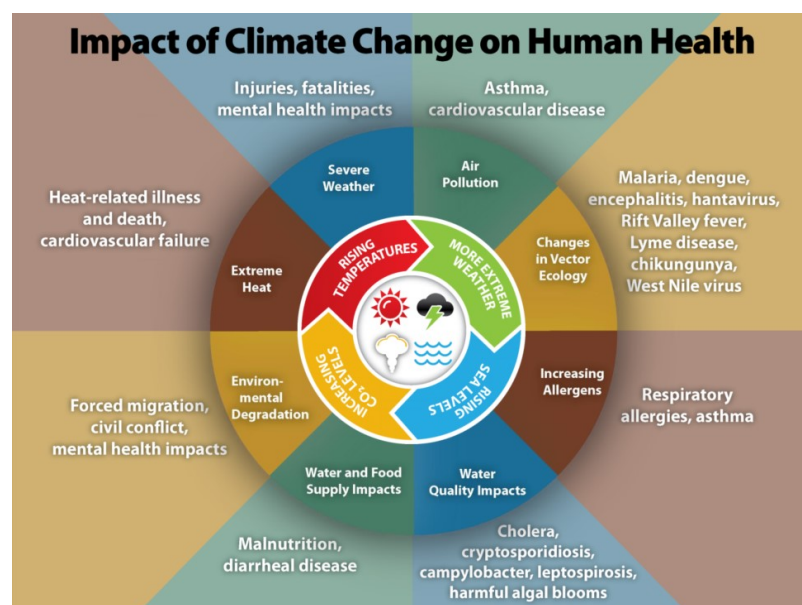 Impact of Climate Change on Human Health
Injuries, fatalities,
mental health impacts
Asthma,
cardiovascular disease
Severe
Weather
Air
Pollution
Heat-related illness
and death,
cardiovascular failure
Malaria, dengue,
encephalitis, hantavirus,
Rift Valley fever,
Lyme disease,
chikungunya,
West Nile virus
Extreme
Heat
RISING
TEMPERATURES
MORE EXTREME
WEATHER
Changes
in Vector
Ecology
Environ-
mental
Degradation
INCREASING
CO₂ LEVELS
RISING
SEA LEVELS
Increasing
Allergens
Forced migration,
civil conflict,
mental health impacts
Respiratory
allergies, asthma
Water and Food
Supply Impacts
Water
Quality Impacts
Malnutrition,
diarrheal disease
Cholera,
cryptosporidiosis,
campylobacter, leptospirosis,
harmful algal blooms